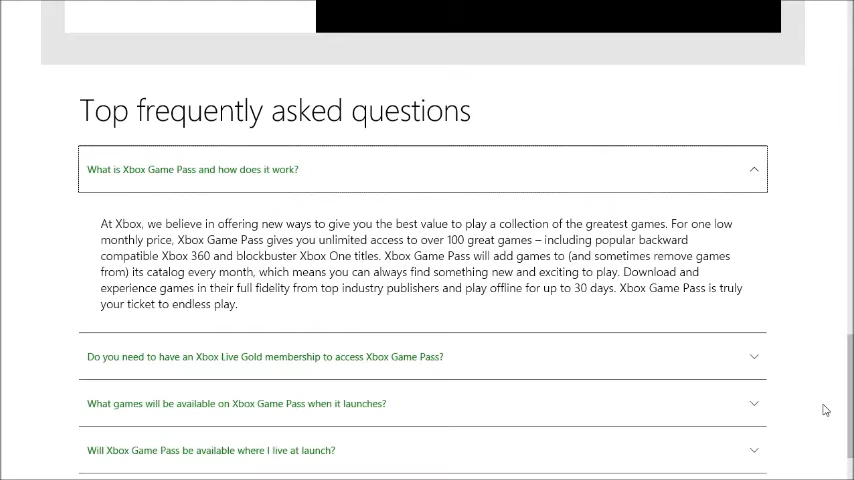 Top frequently asked questions
What is Xbox Game Pass and how does it work?
At Xbox, we believe in offering new ways to give you the best value to play a collection of the greatest games. For one low
monthly price, Xbox Game Pass gives you unlimited access to over 100 great games – including popular backward
compatible Xbox 360 and blockbuster Xbox One titles. Xbox Game Pass will add games to (and sometimes remove games
from) its catalog every month, which means you can always find something new and exciting to play. Download and
experience games in their full fidelity from top industry publishers and play offline for up to 30 days. Xbox Game Pass is truly
your ticket to endless play.
Do you need to have an Xbox Live Gold membership to access Xbox Game Pass?
What games will be available on Xbox Game Pass when it launches?
Will Xbox Game Pass be available where I live at launch?